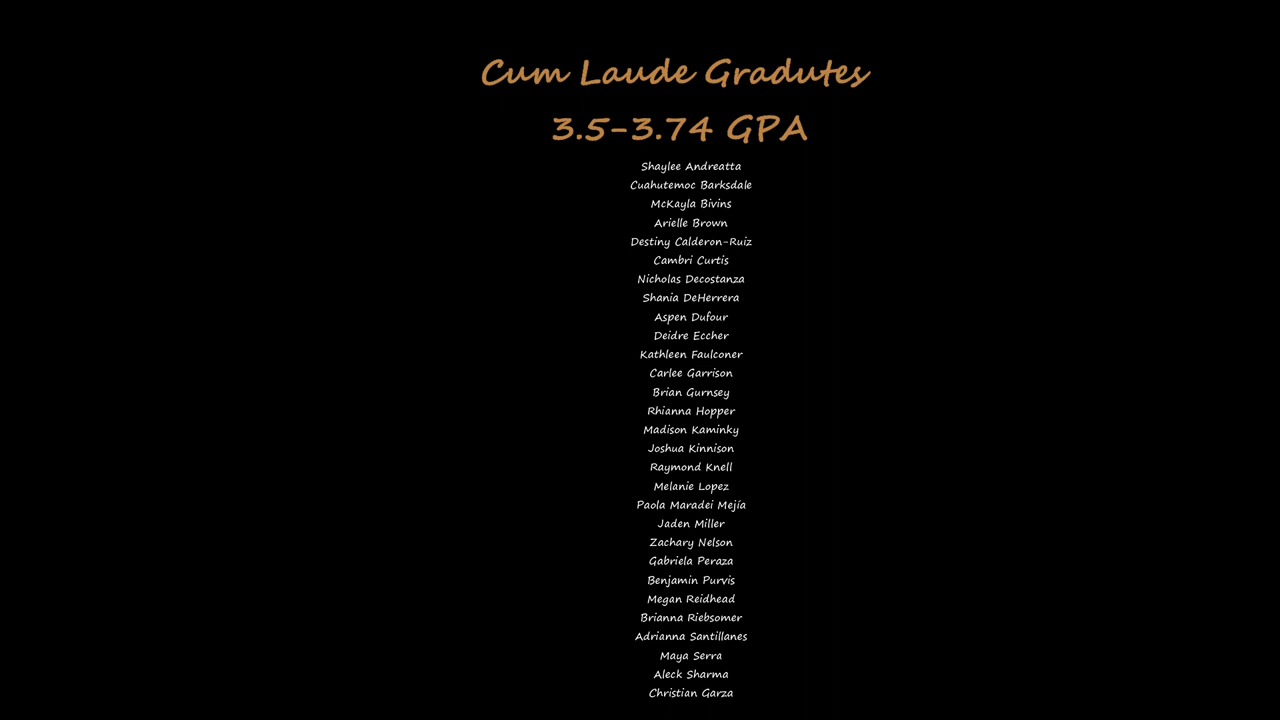 Cum Laude Gradutes
3.5-3.74 GPA
Shaylee Andreatta
Cuahutemoc Barksdale
McKayla Bivins
Arielle Brown
Destiny Calderon-Ruiz
Cambri Curtis
Nicholas Decostanza
Shania DeHerrera
Aspen Dufour
Deidre Eccher
Kathleen Faulconer
Carlee Garrison
Brian Gurnsey
Rhianna Hopper
Madison Kaminky
Joshua Kinnison
Raymond Knell
Melanie Lopez
Paola Maradei Mejía
Jaden Miller
Zachary Nelson
Gabriela Peraza
Benjamin Purvis
Megan Reidhead
Brianna Riebsomer
Adrianna Santillanes
Maya Serra
Aleck Sharma
Christian Garza